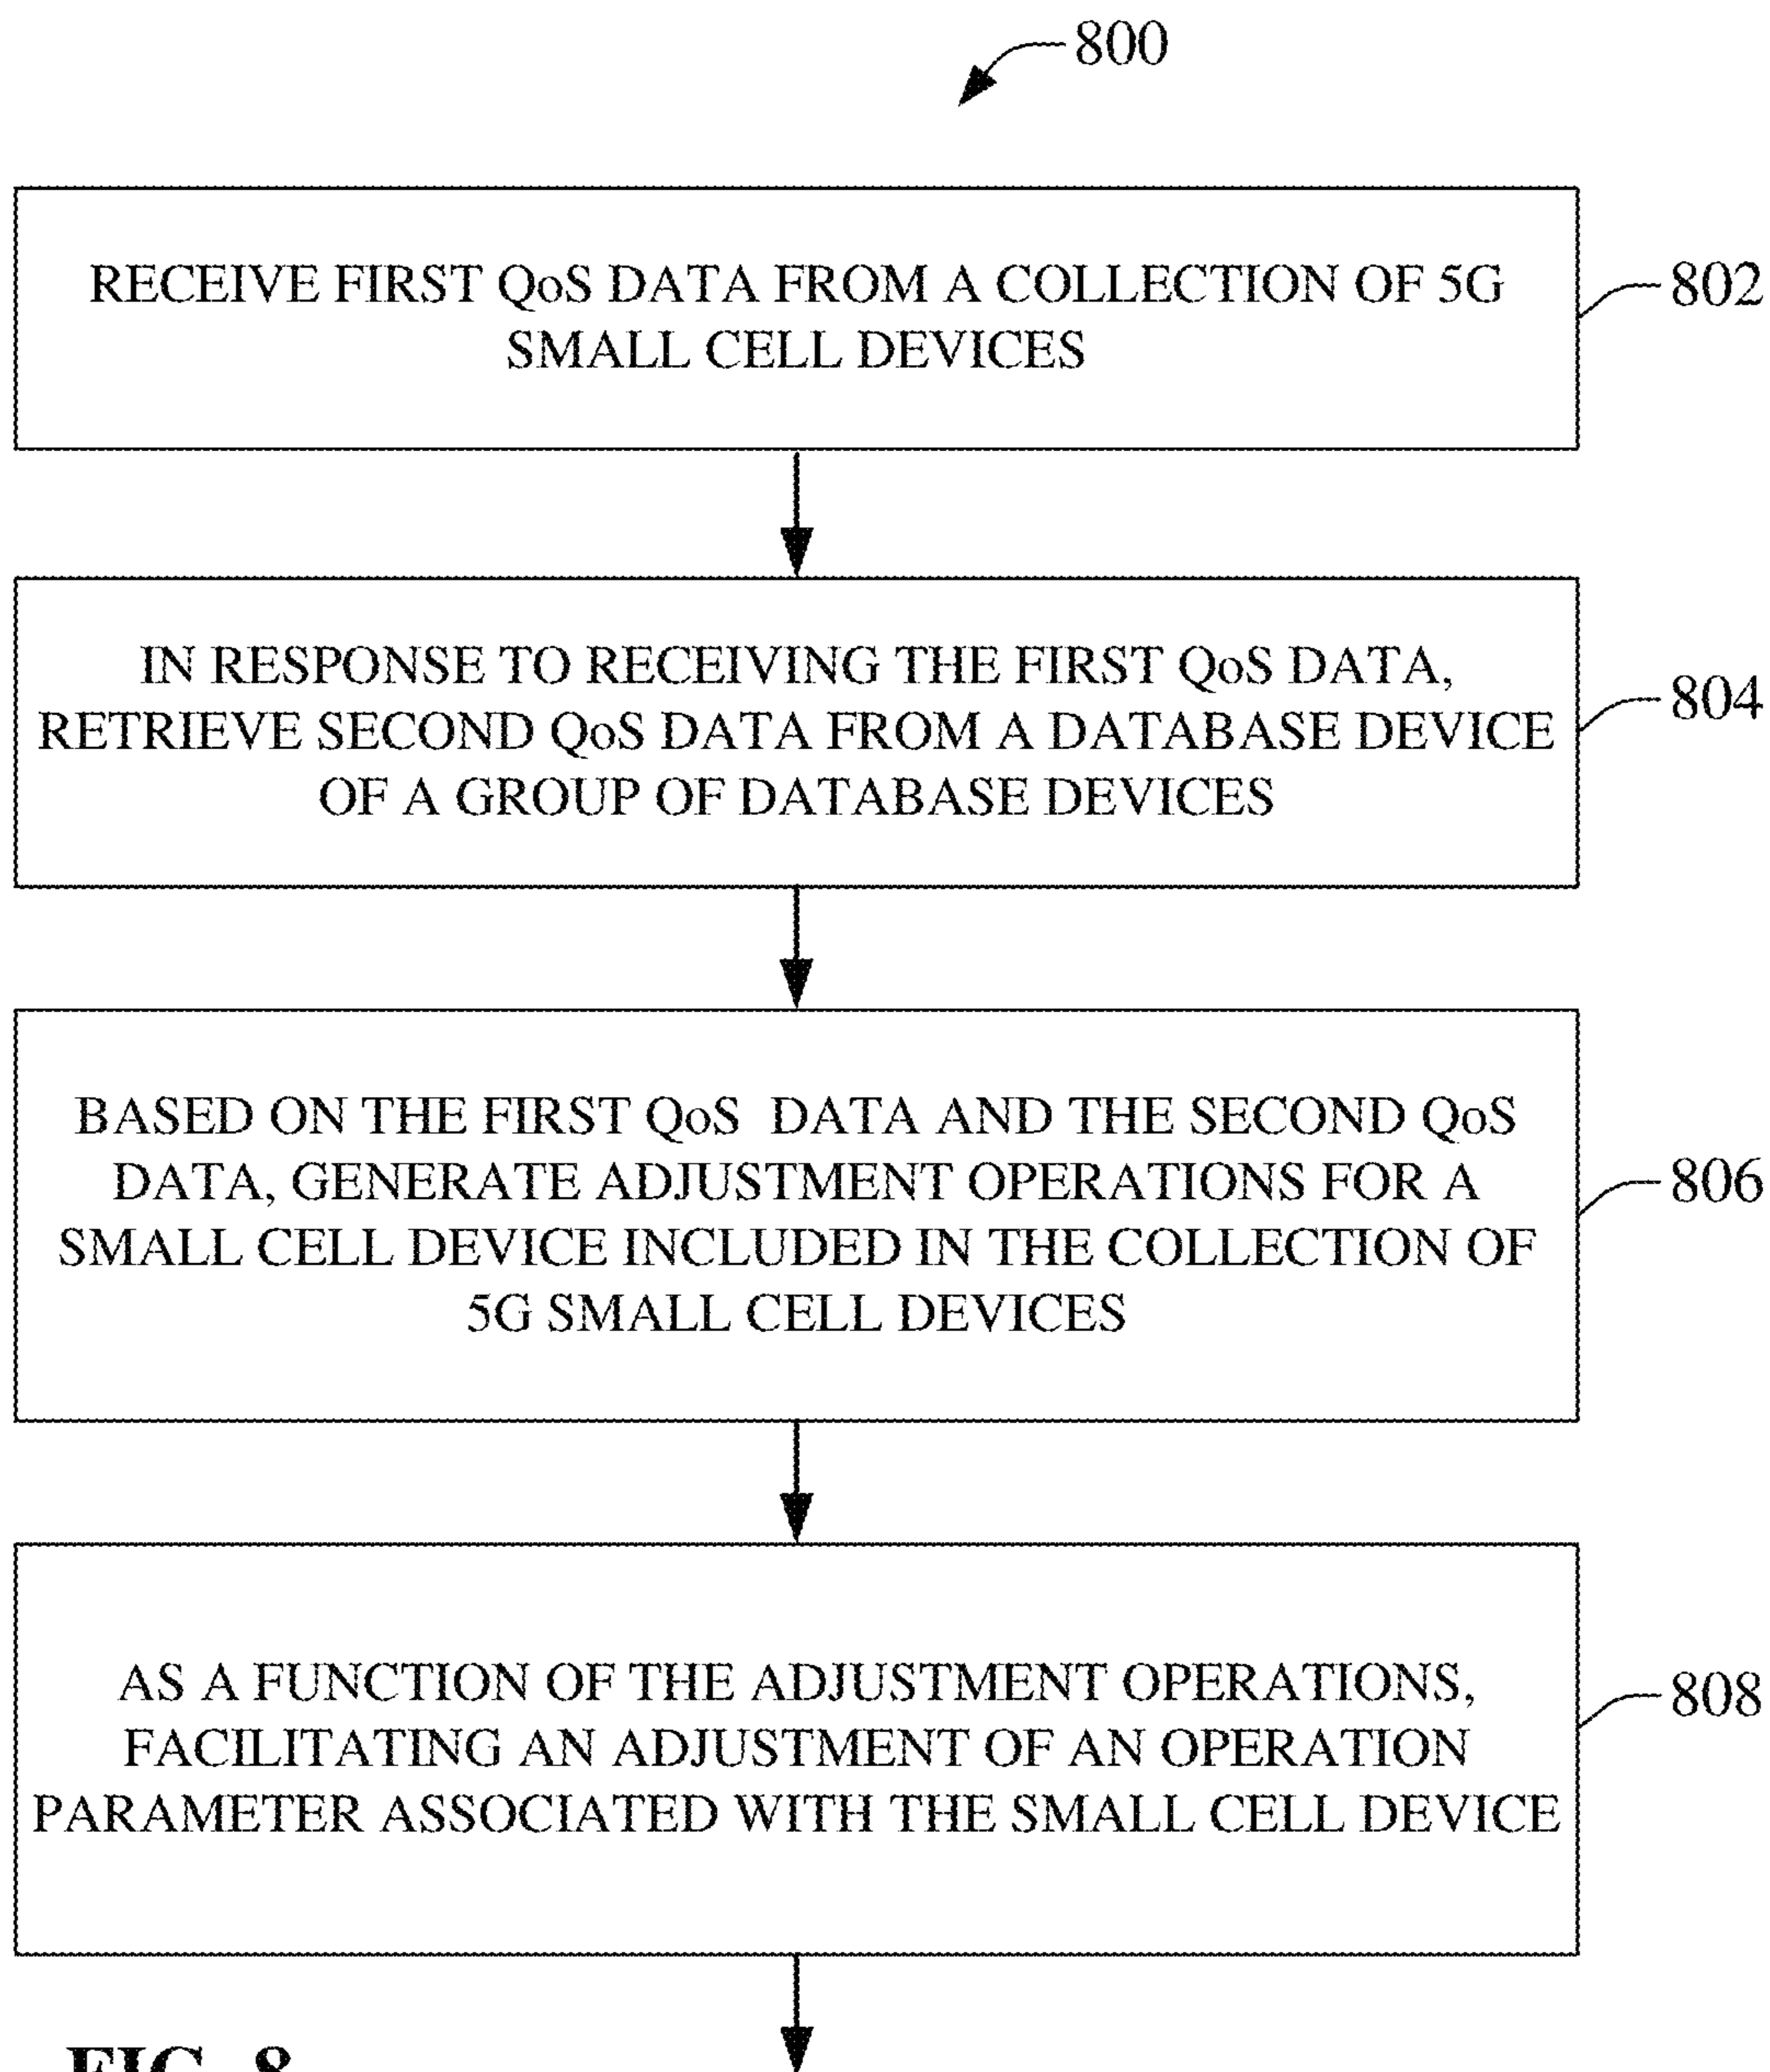 800
RECEIVE FIRST QoS DATA FROM A COLLECTION OF 5G
SMALL CELL DEVICES
802
IN RESPONSE TO RECEIVING THE FIRST QoS DATA,
RETRIEVE SECOND QoS DATA FROM A DATABASE DEVICE
OF A GROUP OF DATABASE DEVICES
804
BASED ON THE FIRST QoS DATA AND THE SECOND QoS
DATA, GENERATE ADJUSTMENT OPERATIONS FOR A
SMALL CELL DEVICE INCLUDED IN THE COLLECTION OF
5G SMALL CELL DEVICES
806
AS A FUNCTION OF THE ADJUSTMENT OPERATIONS,
FACILITATING AN ADJUSTMENT OF AN OPERATION
PARAMETER ASSOCIATED WITH THE SMALL CELL DEVICE
808
FIG. 8